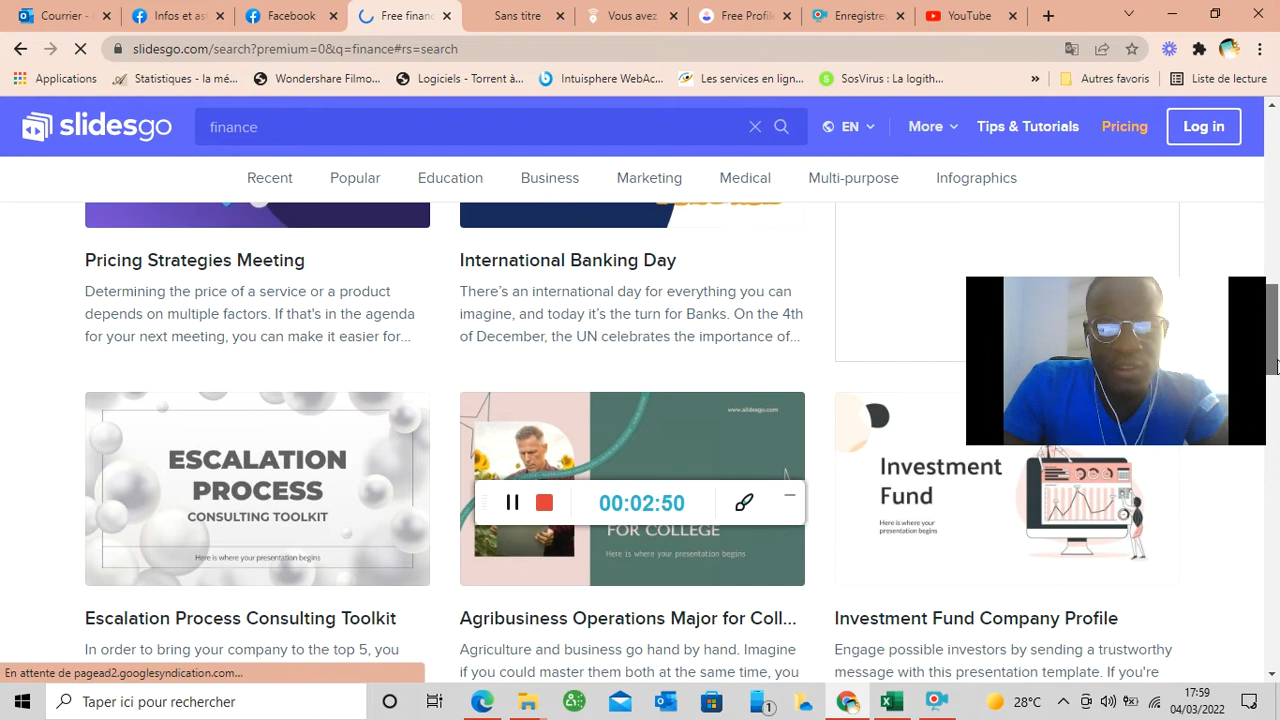 Infos et as
Facebook
Free finan
Sans titre
Vous avez
Free Profile
Enregistrer
YouTube
slidesgo.com/search?premium=0&q=finance#rs=search
Applications
Statistiques - la mé...
Wondershare Filmo...
Logiciels - Torrent à...
Intuisphere WebAc...
Les services en lign...
SosVirus : La logith...
»
Autres favoris
Liste de lecture
slidesgo
finance
EN
More
Tips & Tutorials
Pricing
Log in
Recent
Popular
Education
Business
Marketing
Medical
Multi-purpose
Infographics
Pricing Strategies Meeting
Determining the price of a service or a product
depends on multiple factors. If that's in the agenda
for your next meeting, you can make it easier for...
International Banking Day
There's an international day for everything you can
imagine, and today it's the turn for Banks. On the 4th
of December, the UN celebrates the importance of...
ESCALATION
PROCESS
CONSULTING TOOLKIT
Here is where your presentation begins
www.slidesgo.com
FOR COLLEGE
Here is where your presentation begins
00:02:50
Investment
Fund
Here is where your
presentation begins
Escalation Process Consulting Toolkit
In order to bring your company to the top 5, you
Agribusiness Operations Major for Coll...
Agriculture and business go hand by hand. Imagine
if you could master them both at the same time, you
Investment Fund Company Profile
Engage possible investors by sending a trustworthy
message with this presentation template. If you're
En attente de pagead2.googlesyndication.com...
Taper ici pour rechercher
1
28°C
17:59
04/03/2022